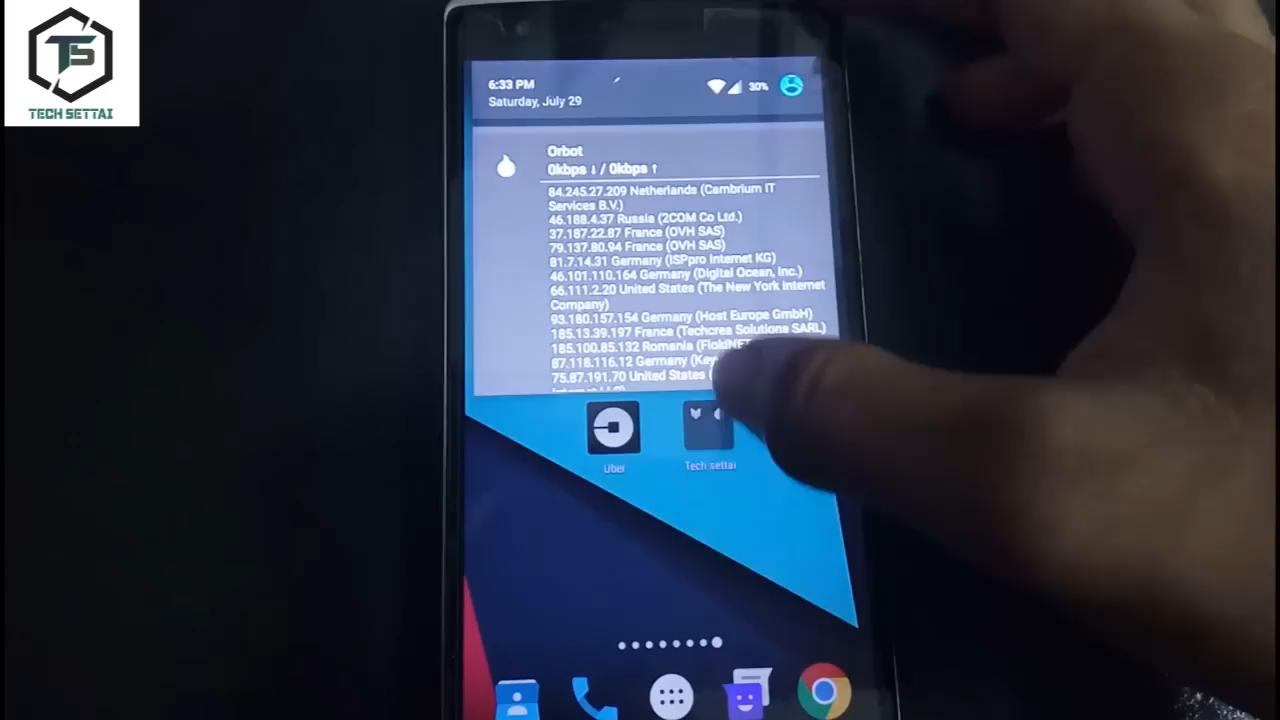 TS
TECH SETTAI
6:33 PM
30%
Saturday, July 29
Orbot
0kbps ↓ / 0kbps ↑
84.245.27.209 Netherlands (Cambrium IT
Services B.V.)
46.188.4.37 Russia (2COM Co Ltd.)
37.187.22.87 France (OVH SAS)
79.137.80.94 France (OVH SAS)
81.7.14.31 Germany (ISPpro Internet KG)
46.101.110.164 Germany (Digital Ocean, Inc.)
66.111.2.20 United States (The New York Internet
Company)
93.180.157.154 Germany (Host Europe GmbH)
185.13.39.197 France (Techcrea Solutions SARL)
185.100.85.132 Romania (FlokiNET
87.118.116.12 Germany (Key
75.87.191.70 United States (
Uber
Tech settai